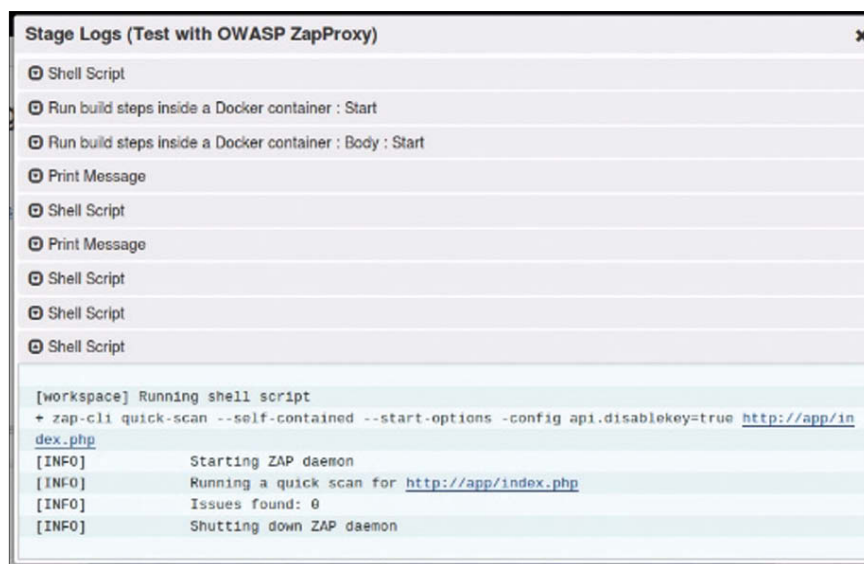 Stage Logs (Test with OWASP ZapProxy)
Shell Script
Run build steps inside a Docker container : Start
Run build steps inside a Docker container : Body : Start
Print Message
Shell Script
Print Message
Shell Script
Shell Script
Shell Script
[workspace] Running shell script
+ zap-cli quick-scan --self-contained --start-options -config api.disablekey=true http://app/in
dex.php
[INFO] Starting ZAP daemon
[INFO] Running a quick scan for http://app/index.php
[INFO] Issues found: 0
[INFO] Shutting down ZAP daemon